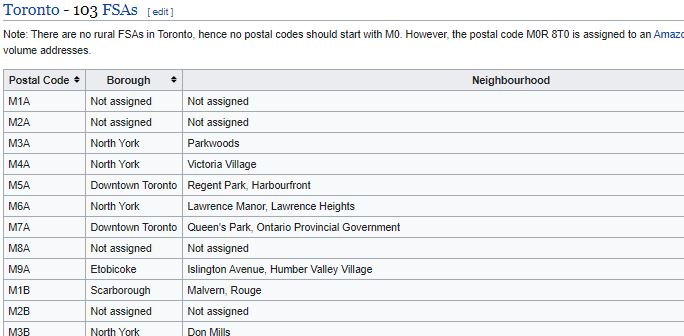 Toronto - 103 FSAs [ edit ]
Note: There are no rural FSAs in Toronto, hence no postal codes should start with M0. However, the postal code M0R 8T0 is assigned to an Amazo
volume addresses.
Postal Code Borough Neighbourhood
M1A Not assigned Not assigned
M2A Not assigned Not assigned
M3A North York Parkwoods
M4A North York Victoria Village
M5A Downtown Toronto Regent Park, Harbourfront
M6A North York Lawrence Manor, Lawrence Heights
M7A Downtown Toronto Queen's Park, Ontario Provincial Government
M8A Not assigned Not assigned
M9A Etobicoke Islington Avenue, Humber Valley Village
M1B Scarborough Malvern, Rouge
M2B Not assigned Not assigned
M3B North York Don Mills